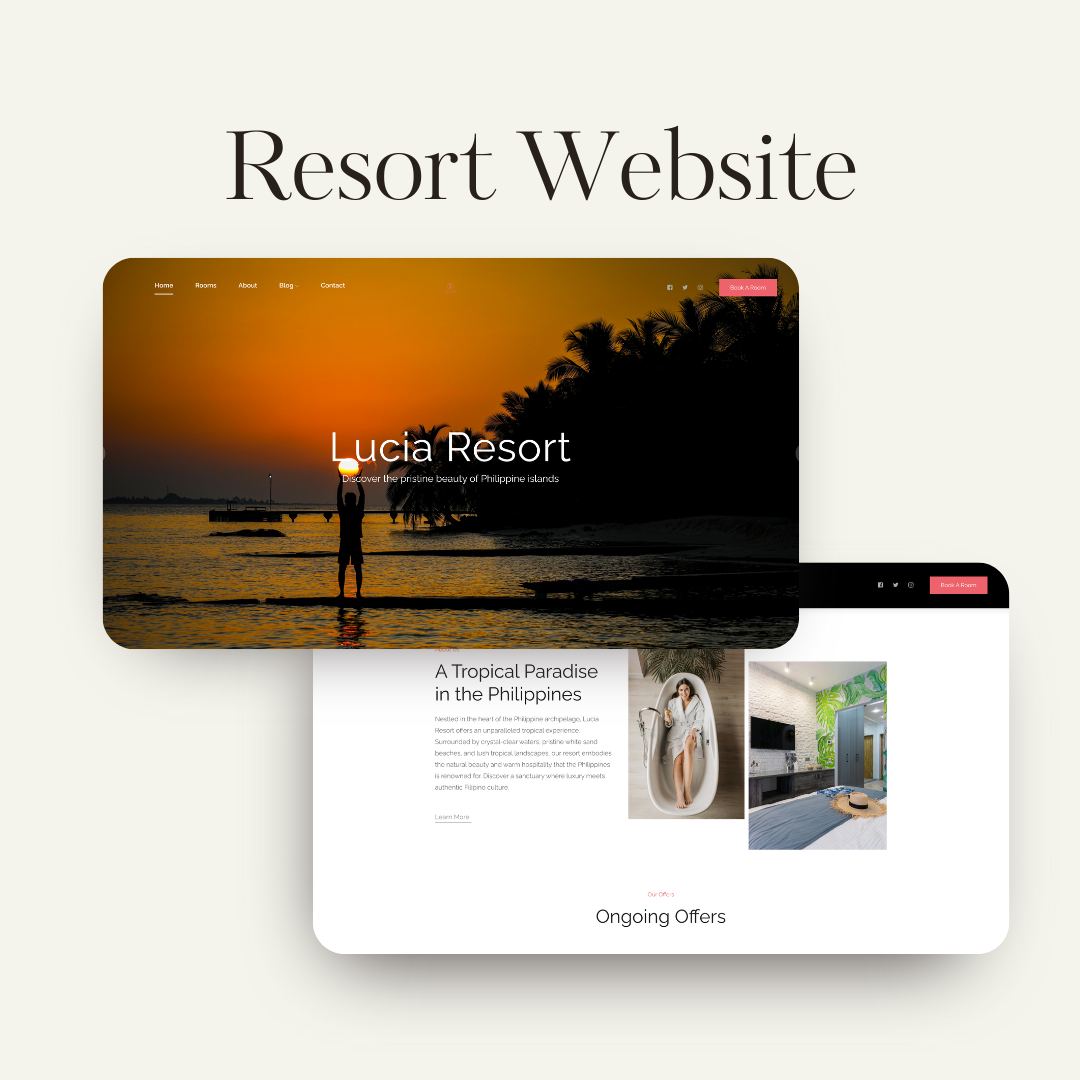 Resort Website
Home Rooms About Blog Contact Book A Room
Lucia Resort
Discover the pristine beauty of Philippine islands
Book A Room
About Us
A Tropical Paradise
in the Philippines
Nestled in the heart of the Philippine archipelago, Lucia
Resort offers an unparalleled tropical experience.
Surrounded by crystal-clear waters, pristine white sand
beaches, and lush tropical landscapes, our resort embodies
the natural beauty and warm hospitality that the Philippines
is renowned for. Discover a sanctuary where luxury meets
authentic Filipino culture.
Learn More
Our Offers
Ongoing Offers